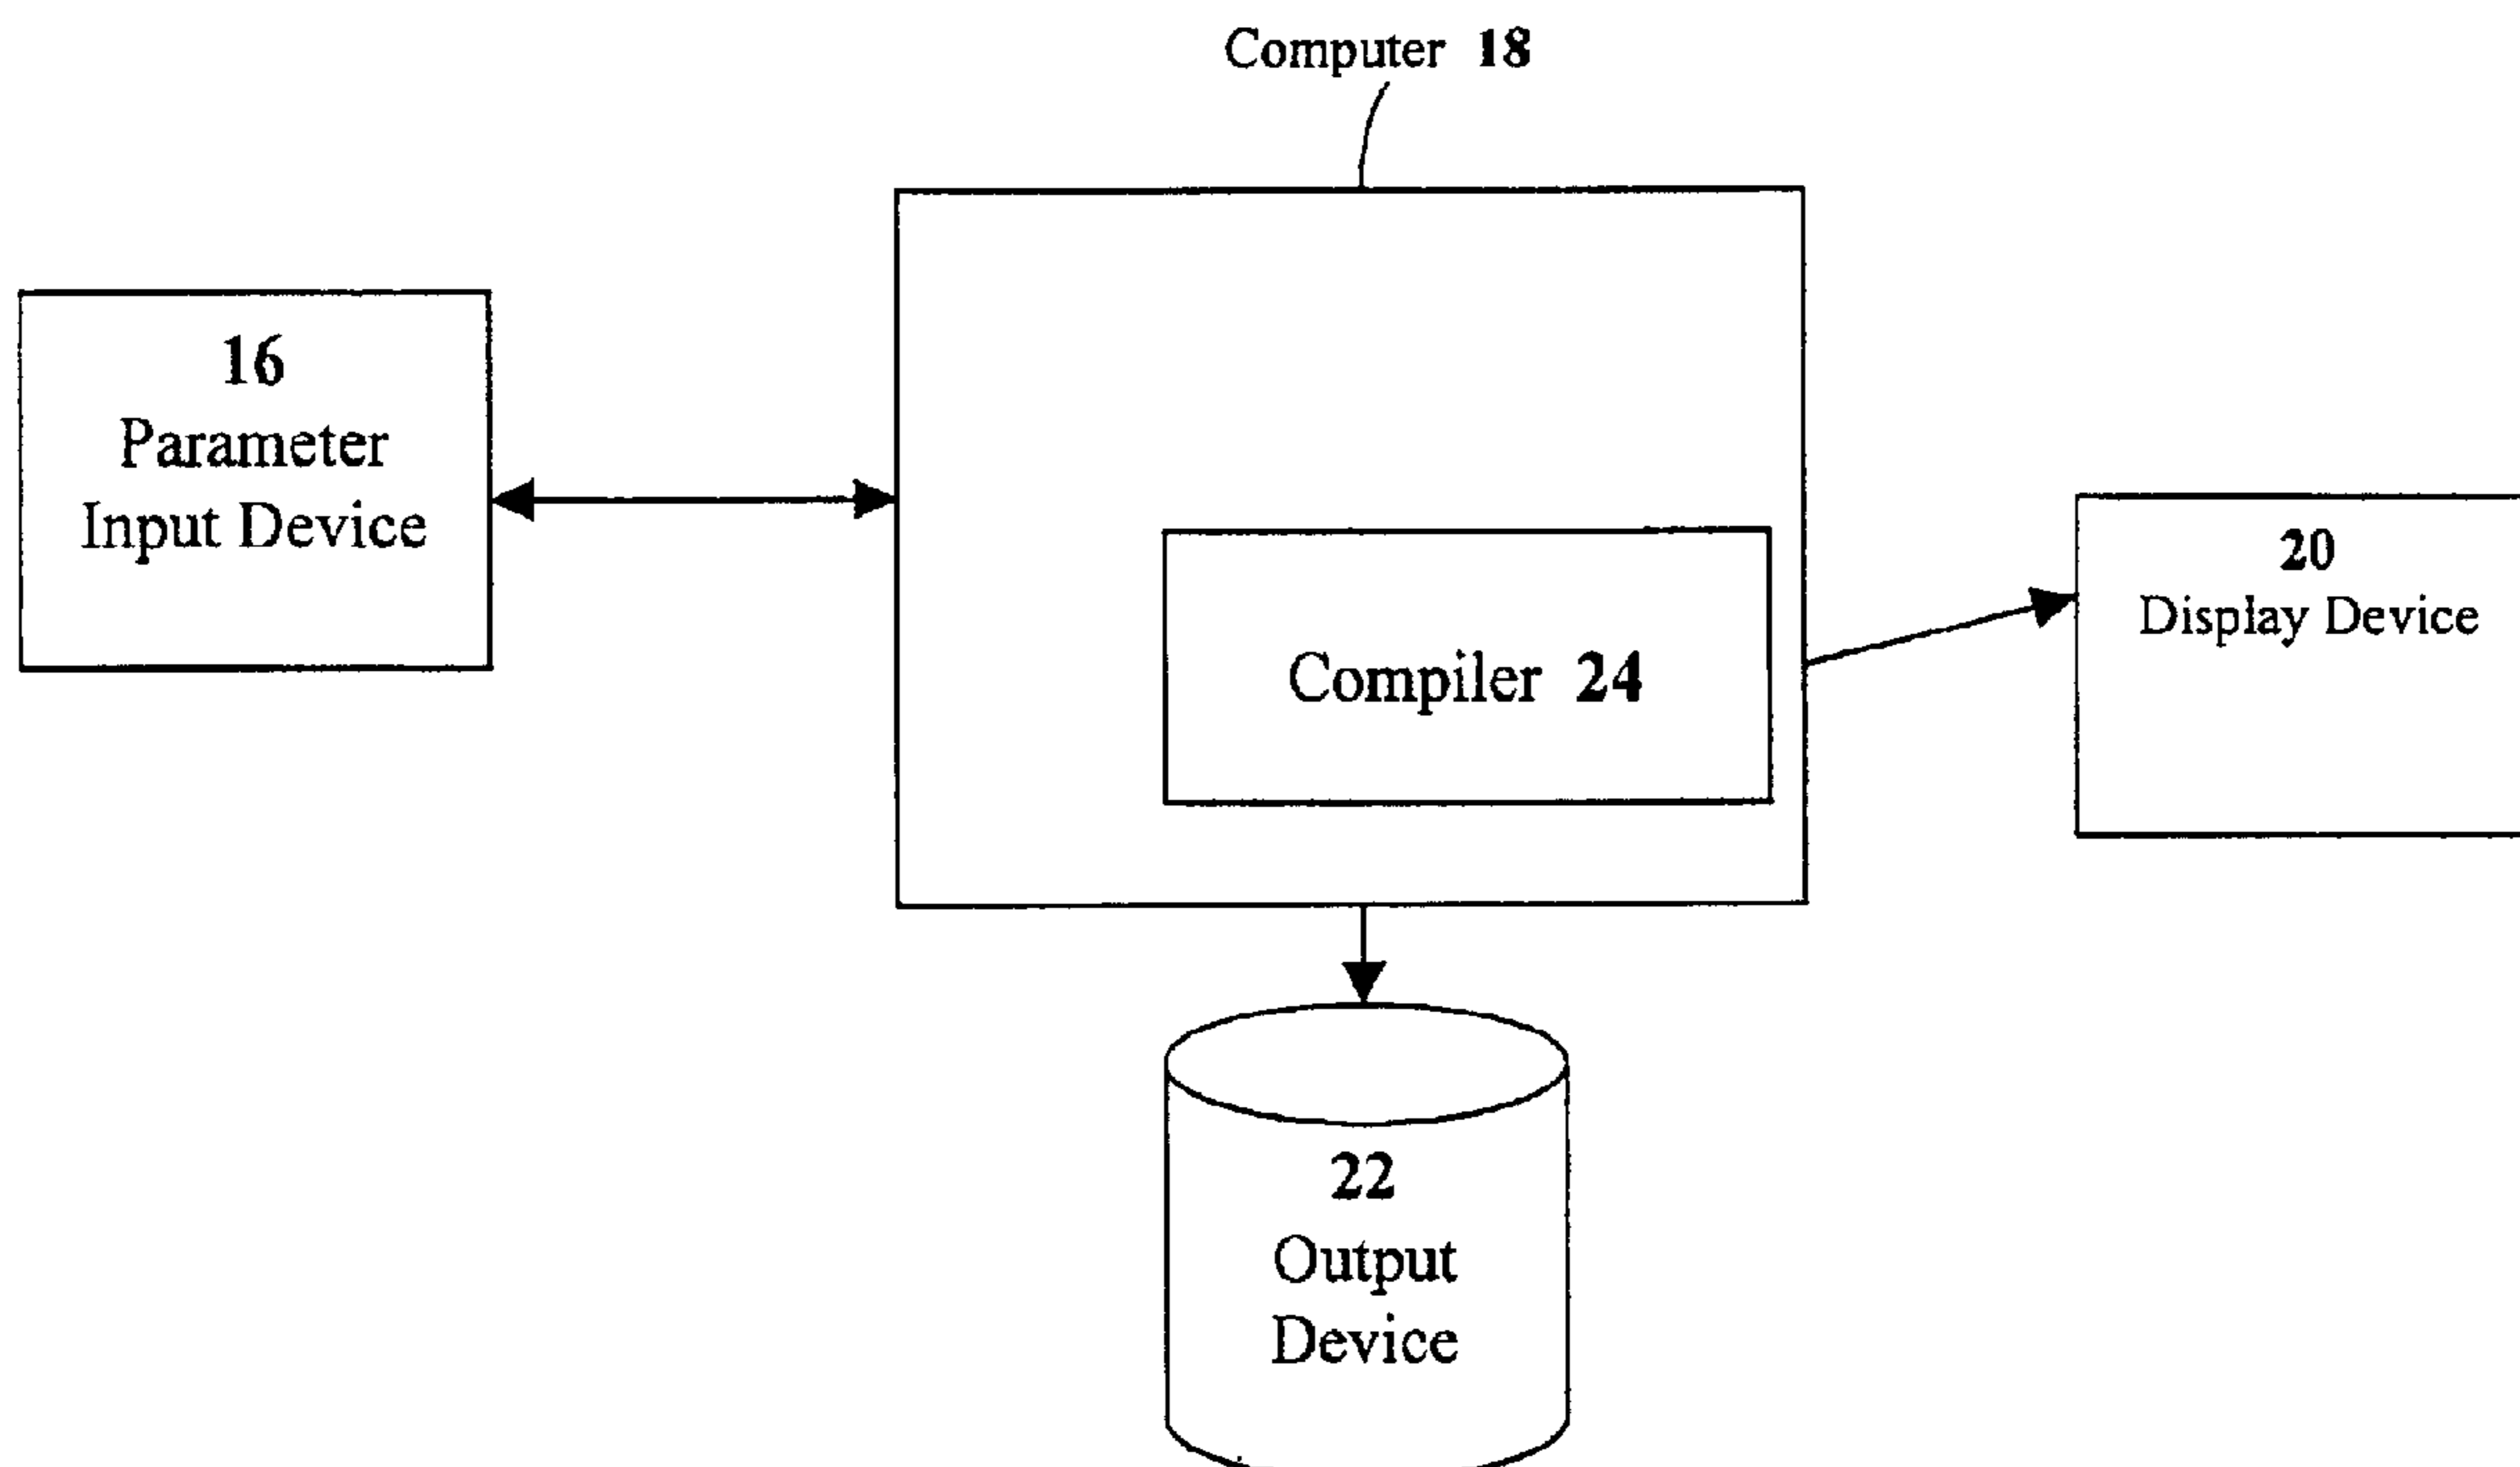 Computer 18
16
Parameter
Input Device
Compiler 24
20
Display Device
22
Output
Device